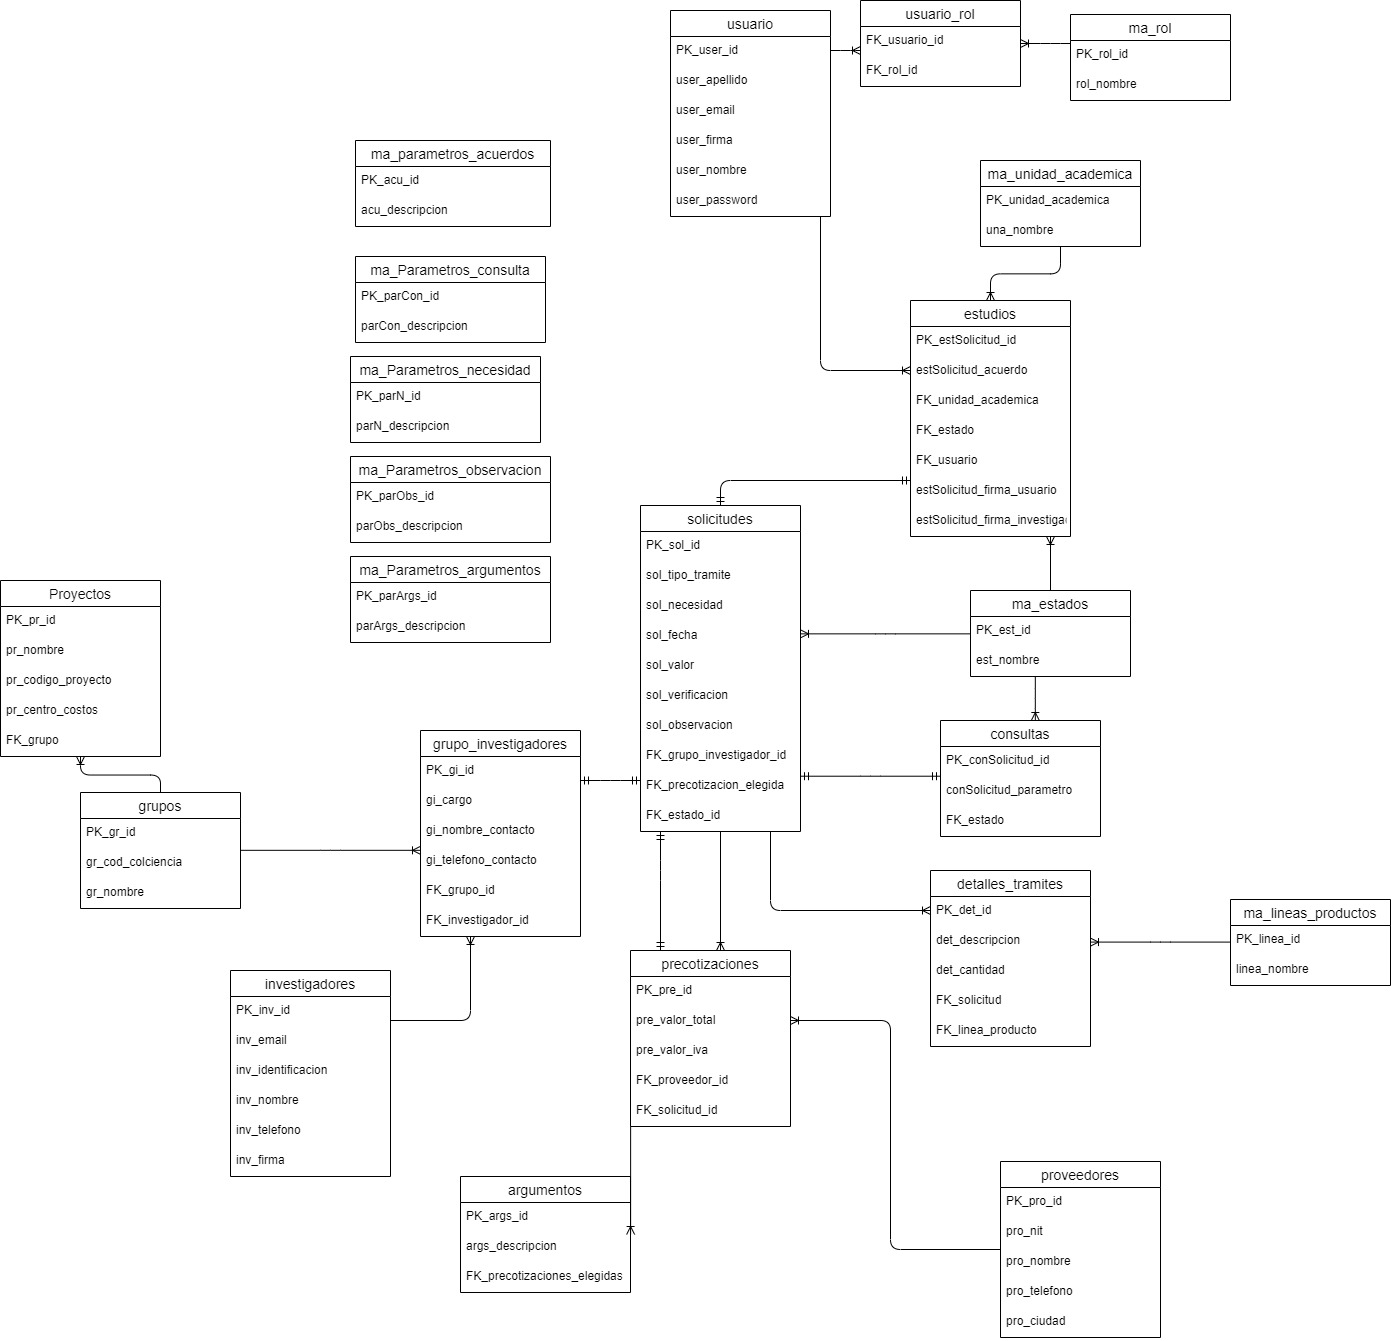 usuario
PK_user_id
user_apellido
user_email
user_firma
user_nombre
user_password
usuario_rol
FK_usuario_id
FK_rol_id
ma_rol
PK_rol_id
rol_nombre
ma_parametros_acuerdos
PK_acu_id
acu_descripcion
ma_unidad_academica
PK_unidad_academica
una_nombre
ma_Parametros_consulta
PK_parCon_id
parCon_descripcion
estudios
PK_estSolicitud_id
estSolicitud_acuerdo
FK_unidad_academica
FK_estado
FK_usuario
estSolicitud_firma_usuario
estSolicitud_firma_investiga
ma_Parametros_necesidad
PK_parN_id
parN_descripcion
ma_Parametros_observacion
PK_parObs_id
parObs_descripcion
ma_Parametros_argumentos
PK_parArgs_id
parArgs_descripcion
solicitudes
PK_sol_id
sol_tipo_tramite
sol_necesidad
sol_fecha
sol_valor
sol_verificacion
sol_observacion
FK_grupo_investigador_id
FK_precotizacion_elegida
FK_estado_id
ma_estados
PK_est_id
est_nombre
Proyectos
PK_pr_id
pr_nombre
pr_codigo_proyecto
pr_centro_costos
FK_grupo
consultas
PK_conSolicitud_id
conSolicitud_parametro
FK_estado
grupo_investigadores
PK_gi_id
gi_cargo
gi_nombre_contacto
gi_telefono_contacto
FK_grupo_id
FK_investigador_id
grupos
PK_gr_id
gr_cod_colciencia
gr_nombre
detalles_tramites
PK_det_id
det_descripcion
det_cantidad
FK_solicitud
FK_linea_producto
ma_lineas_productos
PK_linea_id
linea_nombre
precotizaciones
PK_pre_id
pre_valor_total
pre_valor_iva
FK_proveedor_id
FK_solicitud_id
investigadores
PK_inv_id
inv_email
inv_identificacion
inv_nombre
inv_telefono
inv_firma
argumentos
PK_args_id
args_descripcion
FK_precotizaciones_elegidas
proveedores
PK_pro_id
pro_nit
pro_nombre
pro_telefono
pro_ciudad